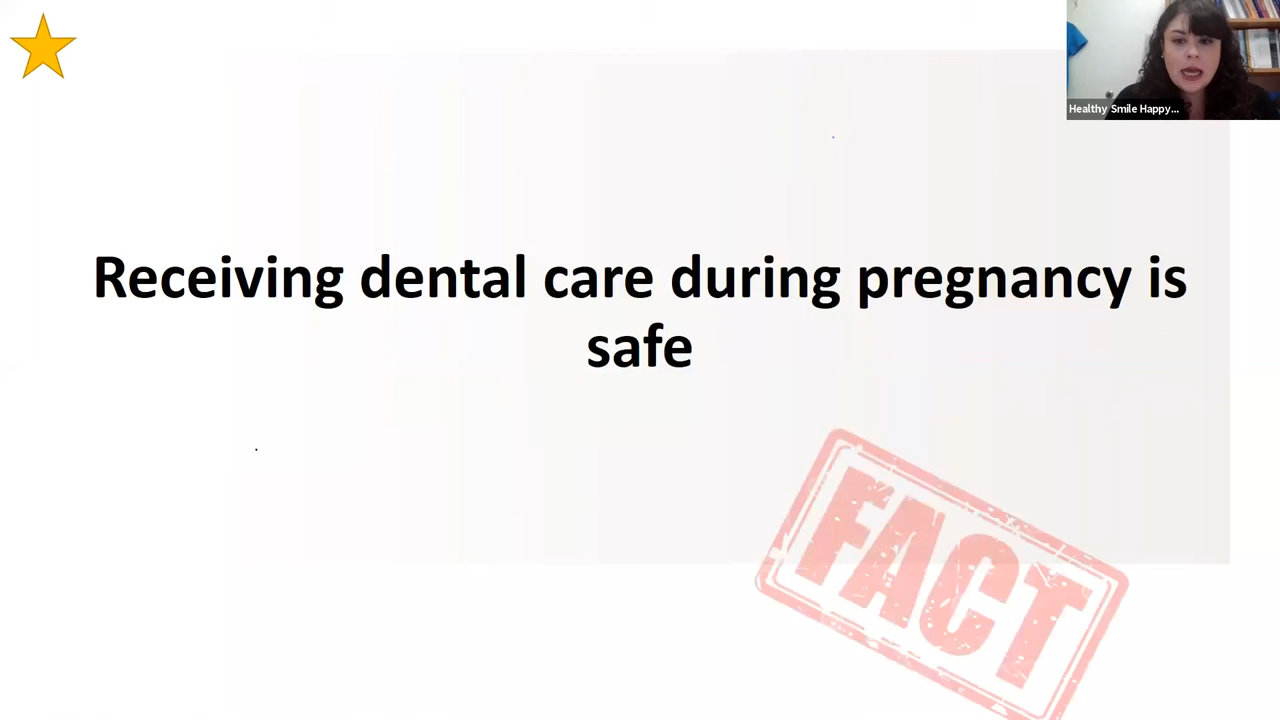 Healthy Smile Happy...
Receiving dental care during pregnancy is
safe
FACT